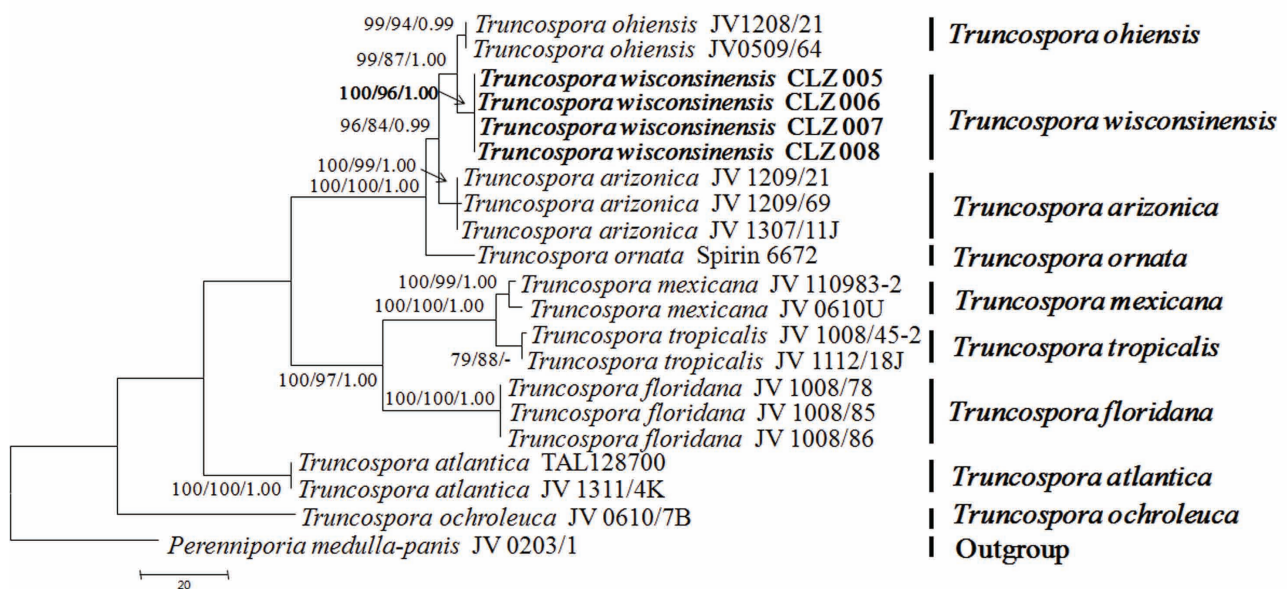 99/94/0.99
Truncospora ohiensis JV1208/21
Truncospora ohiensis JV0509/64
Truncospora ohiensis
99/87/1.00
Truncospora wisconsinensis CLZ 005
100/96/1.00
Truncospora wisconsinensis CLZ 006
Truncospora wisconsinensis CLZ 007
Truncospora wisconsinensis CLZ 008
Truncospora wisconsinensis
96/84/0.99
100/99/1.00
100/100/1.00
Truncospora arizonica JV 1209/21
Truncospora arizonica JV 1209/69
Truncospora arizonica JV 1307/11J
Truncospora arizonica
Truncospora ornata Spirin 6672
Truncospora ornata
100/99/1.00
100/100/1.00
Truncospora mexicana JV 110983-2
Truncospora mexicana JV 0610U
Truncospora mexicana
Truncospora tropicalis JV 1008/45-2
79/88/-
Truncospora tropicalis JV 1112/18J
Truncospora tropicalis
100/97/1.00
100/100/1.00
Truncospora floridana JV 1008/78
Truncospora floridana JV 1008/85
Truncospora floridana JV 1008/86
Truncospora floridana
Truncospora atlantica TAL128700
100/100/1.00
Truncospora atlantica JV 1311/4K
Truncospora atlantica
Truncospora ochroleuca JV 0610/7B
Truncospora ochroleuca
Perenniporia medulla-panis JV 0203/1
Outgroup
20